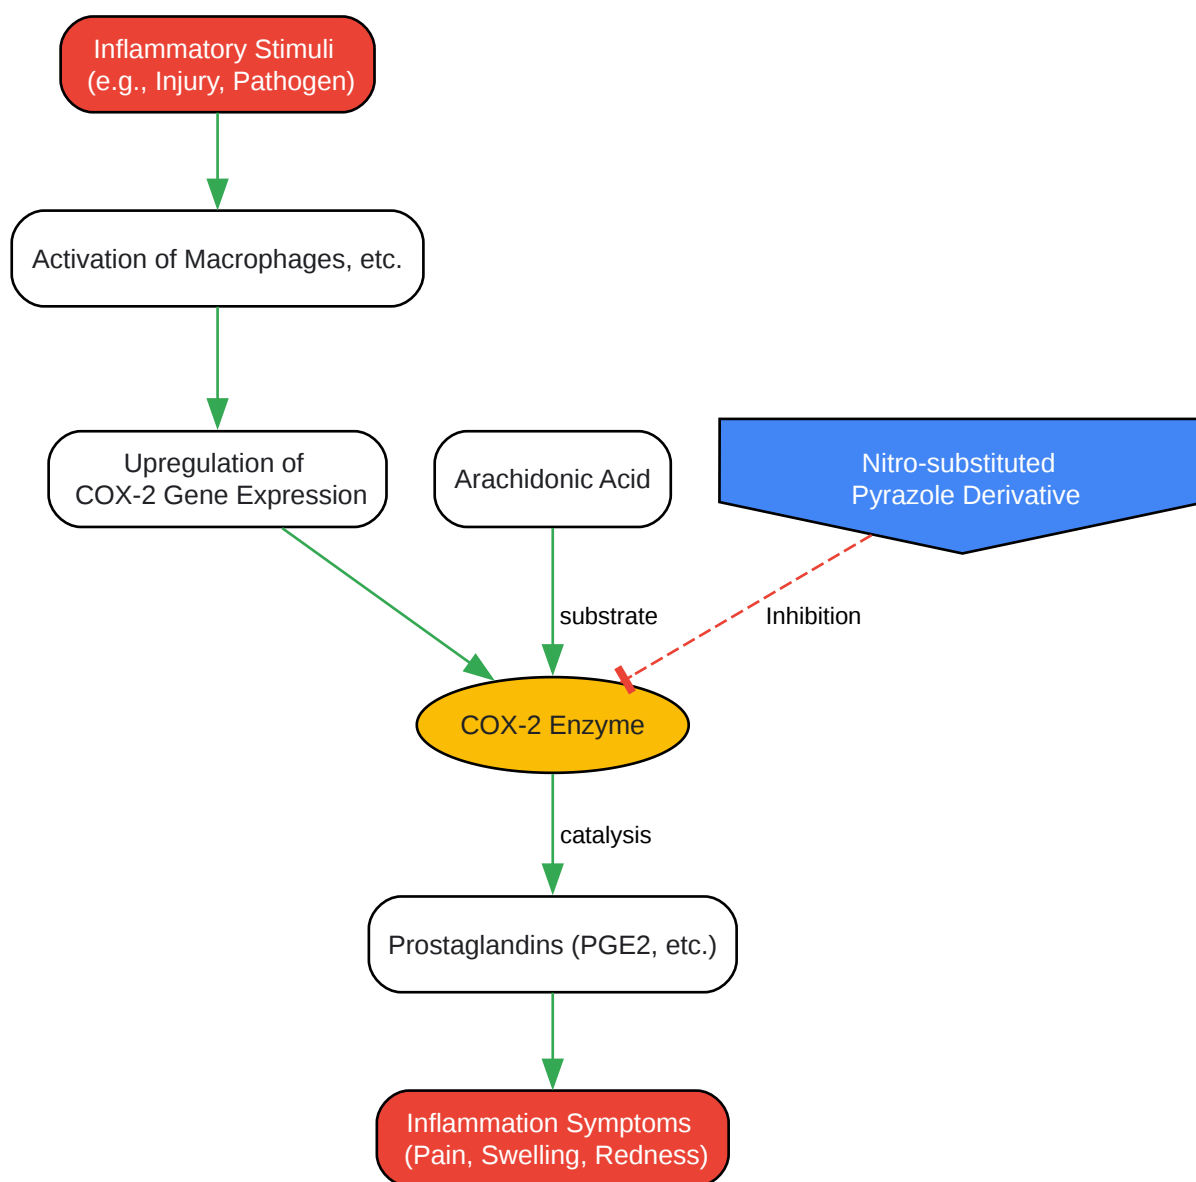 Inflammatory Stimuli
(e.g., Injury, Pathogen)
Activation of Macrophages, etc.
Upregulation of
COX-2 Gene Expression
Arachidonic Acid
Nitro-substituted
Pyrazole Derivative
substrate
Inhibition
COX-2 Enzyme
catalysis
Prostaglandins (PGE2, etc.)
Inflammation Symptoms
(Pain, Swelling, Redness)